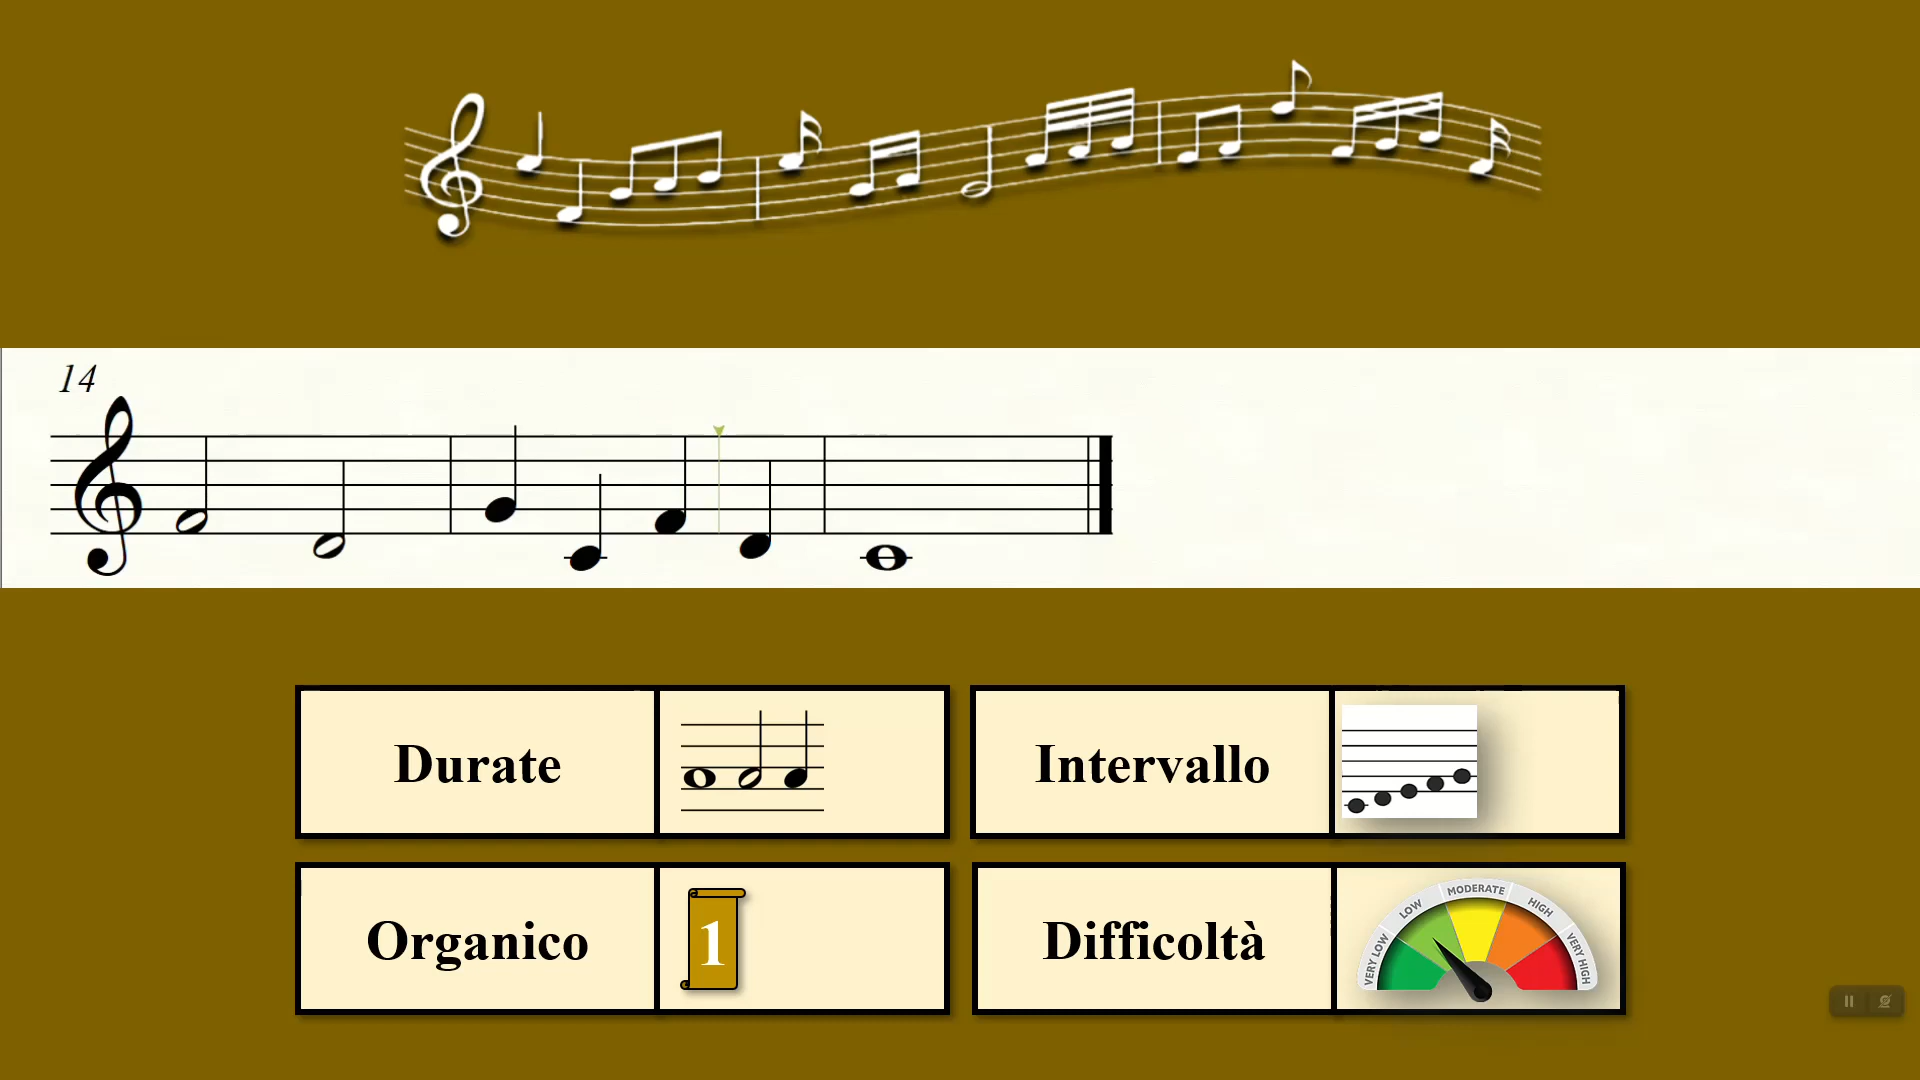 14
Durate
Intervallo
Organico
1
Difficoltà
VERY LOW
LOW
MODERATE
HIGH
VERY HIGH